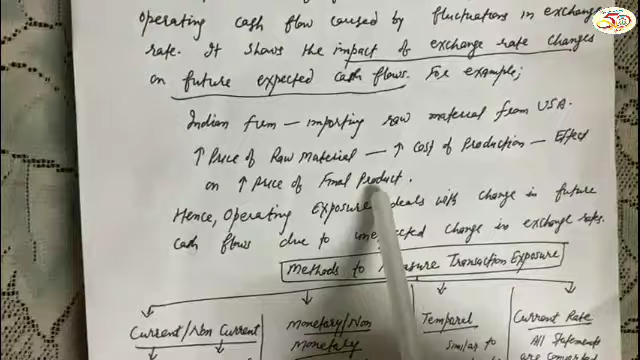 operating cash flow caused by fluctuations in exchange
rate. It shows the impact of exchange rate changes
on future expected cash flows. For example;
Indian firm — importing raw material from USA.
↑ Price of Raw Material — ↑ Cost of Production — Effect
on ↑ Price of Final Product.
Hence, Operating Exposure deals with change in future
cash flows due to change in exchange rates.
Methods to Measure Transaction Exposure
Current/Non Current
Monetary/Non
Monetary
Temporal
Similar to
Current Rate
All Statements
are converted
50